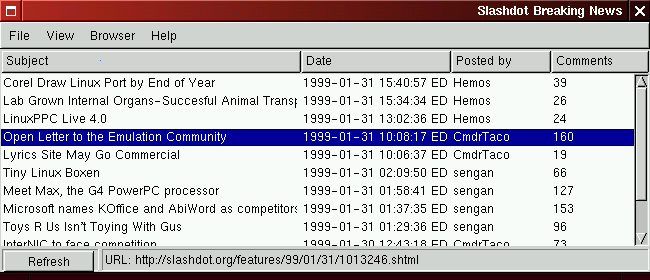 Slashdot Breaking News
File View Browser Help
Subject Date Posted by Comments
Corel Draw Linux Port by End of Year 1999-01-31 15:40:57 ED Hemos 39
Lab Grown Internal Organs-Succesful Animal Transp 1999-01-31 15:34:34 ED Hemos 26
LinuxPPC Live 4.0 1999-01-31 13:02:36 ED Hemos 24
Open Letter to the Emulation Community 1999-01-31 10:08:17 ED CmdrTaco 160
Lyrics Site May Go Commercial 1999-01-31 10:06:37 ED CmdrTaco 19
Tiny Linux Boxen 1999-01-31 02:09:50 ED sengan 66
Meet Max, the G4 PowerPC processor 1999-01-31 01:58:41 ED sengan 127
Microsoft names KOffice and AbiWord as competitors 1999-01-31 01:37:35 ED sengan 153
Toys R Us Isn't Toying With Gus 1999-01-31 01:29:36 ED sengan 96
InterNIC to face competition 1999-01-30 12:43:18 ED CmdrTaco 73
Refresh URL: http://slashdot.org/features/99/01/31/1013246.shtml